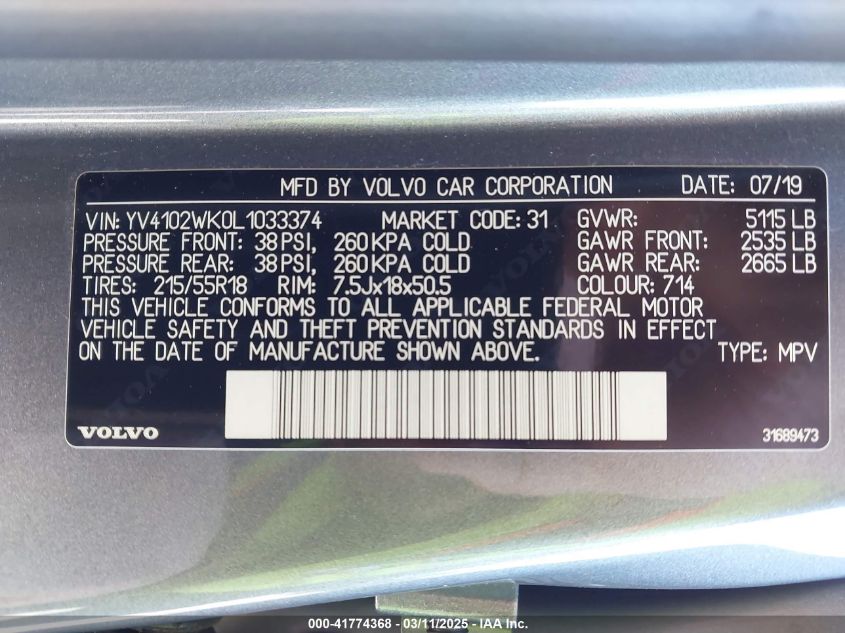 MFD BY VOLVO CAR CORPORATION DATE: 07/19
VIN: YV4102WK0L1033374 MARKET CODE: 31 GVWR: 5115 LB
PRESSURE FRONT: 38 PSI, 260 KPA COLD GAWR FRONT: 2535 LB
PRESSURE REAR: 38 PSI, 260 KPA COLD GAWR REAR: 2665 LB
TIRES: 215/55R18 RIM: 7.5Jx18x50.5 COLOUR: 714
THIS VEHICLE CONFORMS TO ALL APPLICABLE FEDERAL MOTOR
VEHICLE SAFETY AND THEFT PREVENTION STANDARDS IN EFFECT
ON THE DATE OF MANUFACTURE SHOWN ABOVE. TYPE: MPV
VOLVO 31689473
000-41774368 - 03/11/2025 - IAA Inc.